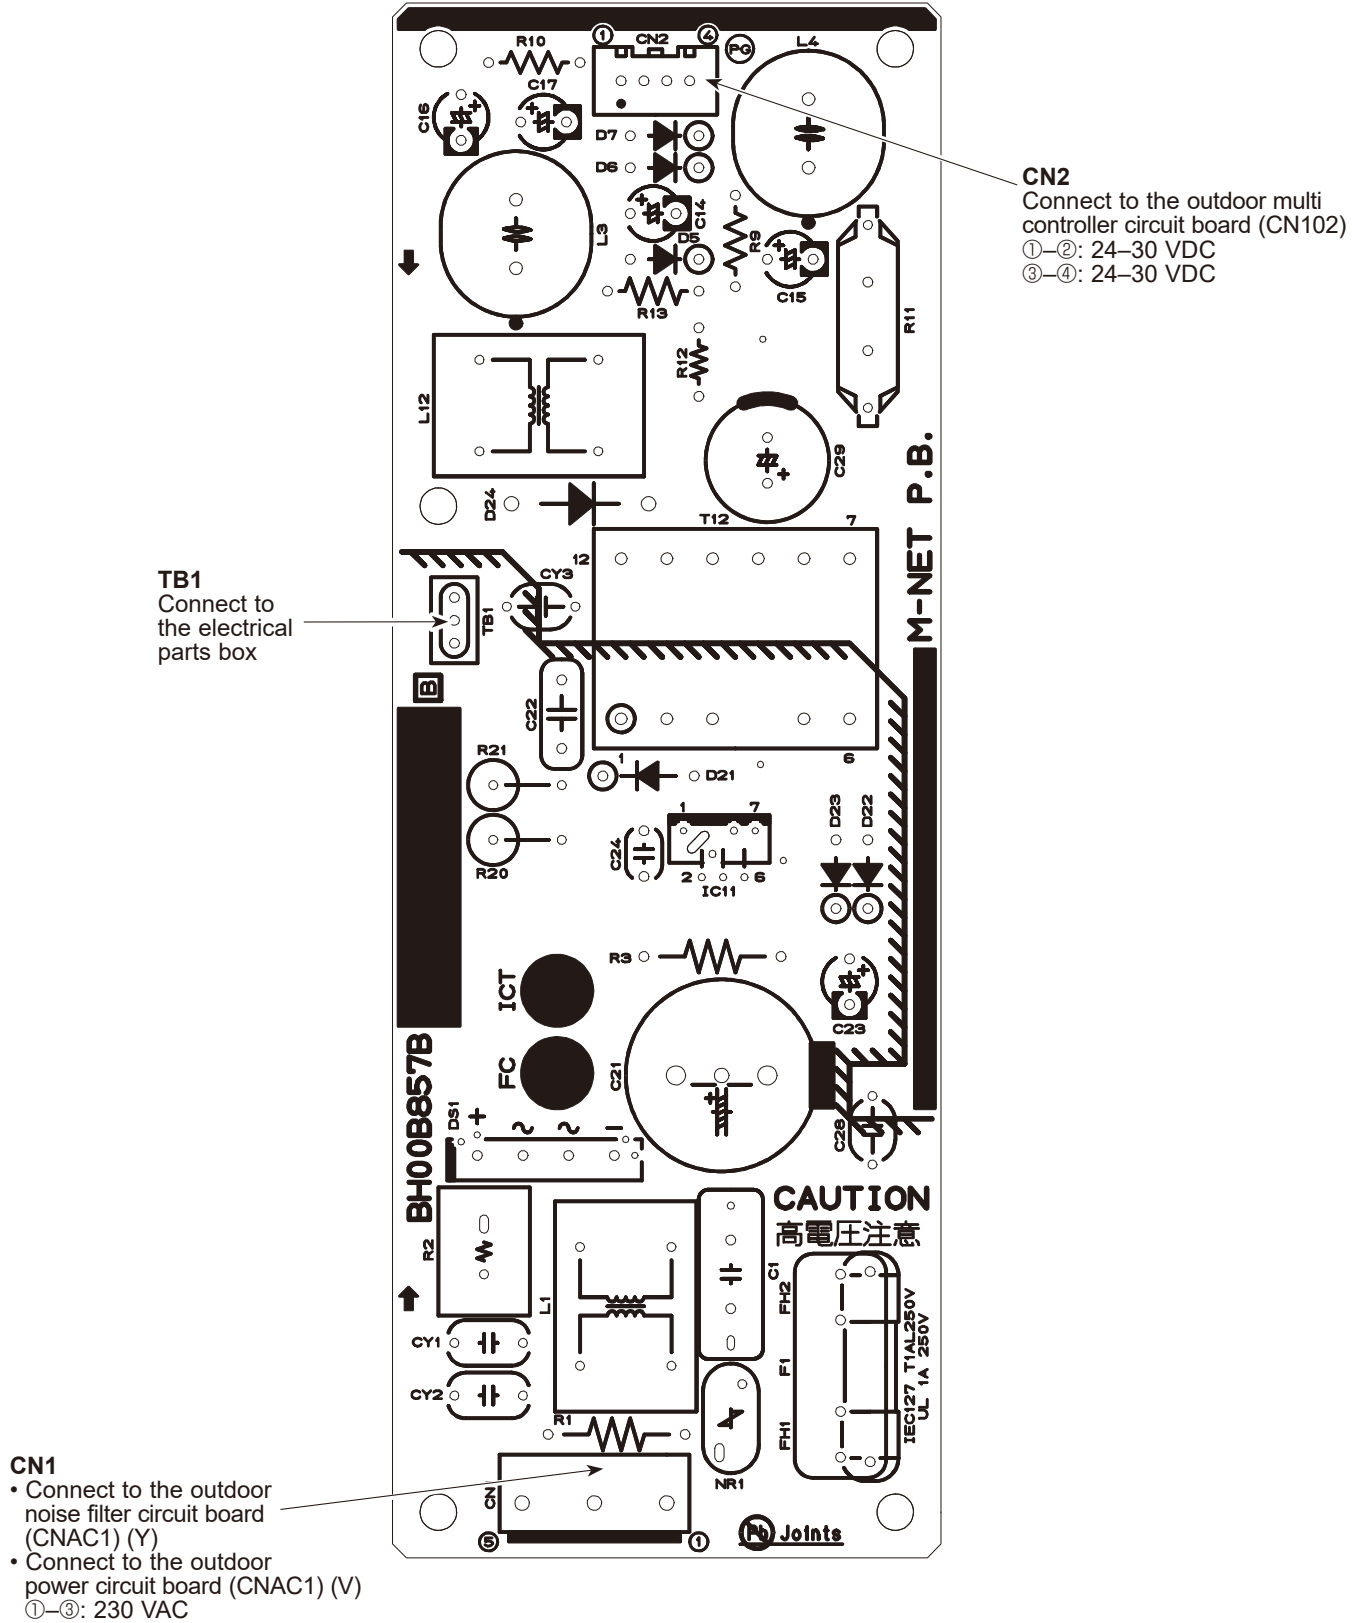 ① CN2 ④
PG
L4
R10
C17
C16
D7
D6
C14
D5
L3
R9
C15
R13
R11
R12
L12
C29
D24
M-NET P.B.
T12
7
12
CY3
TB1
B
C22
R21
1
6
D21
R20
C24
1
7
2
6
IC11
D23
D22
R3
ICT
C23
FC
C21
BH00B857B
DS1
+
~
~
−
C28
CAUTION
高電圧注意
R2
L1
C1
FH2
F1
FH1
IEC127 T1AL250V
UL 1A 250V
CY1
CY2
R1
NR1
CN
⑤
①
Pb Joints
CN2
Connect to the outdoor multi
controller circuit board (CN102)
①–②: 24–30 VDC
③–④: 24–30 VDC
TB1
Connect to
the electrical
parts box
CN1
• Connect to the outdoor
noise filter circuit board
(CNAC1) (Y)
• Connect to the outdoor
power circuit board (CNAC1) (V)
①–③: 230 VAC